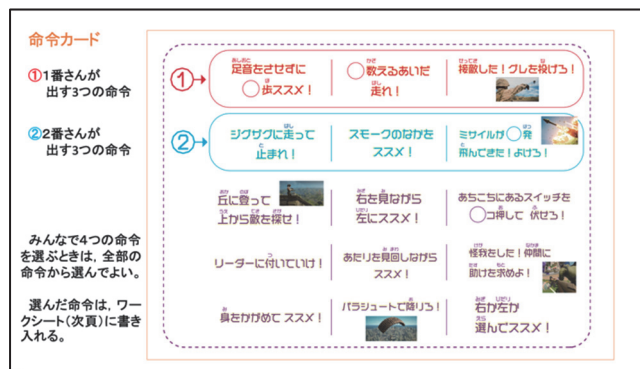 命令カード
①1番さんが
出す3つの命令
②2番さんが
出す3つの命令
みんなで4つの命令
を選ぶときは,全部の
命令から選んでよい。
選んだ命令は,ワー
クシート(次頁)に書き
入れる。
①
足音をさせずに
◯歩ススメ!
◯数えるあいだ
走れ!
接敵した!グレを投げろ!
②
ジグザグに走って
止まれ!
スモークのなかを
ススメ!
ミサイルが◯発
飛んできた!よけろ!
丘に登って
上から敵を探せ!
右を見ながら
左にススメ!
あちこちにあるスイッチを
◯コ押して 伏せろ!
リーダーに付いていけ!
あたりを見回しながら
ススメ!
怪我をした!仲間に
助けを求めよ!
身をかがめて ススメ!
パラシュートで降りろ!
右か左か
選んでススメ!